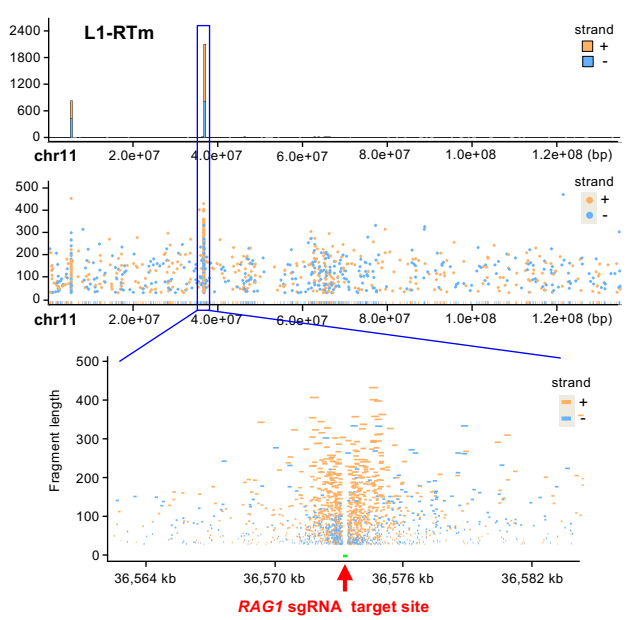 L1-RTm
strand
+
-
2400
1800
1200
600
0
chr11 2.0e+07 4.0e+07 6.0e+07 8.0e+07 1.0e+08 1.2e+08 (bp)
strand
+
-
500
400
300
200
100
0
chr11 2.0e+07 4.0e+07 6.0e+07 8.0e+07 1.0e+08 1.2e+08 (bp)
strand
+
-
Fragment length
500
400
300
200
100
0
36,564 kb 36,570 kb 36,576 kb 36,582 kb
RAG1 sgRNA target site